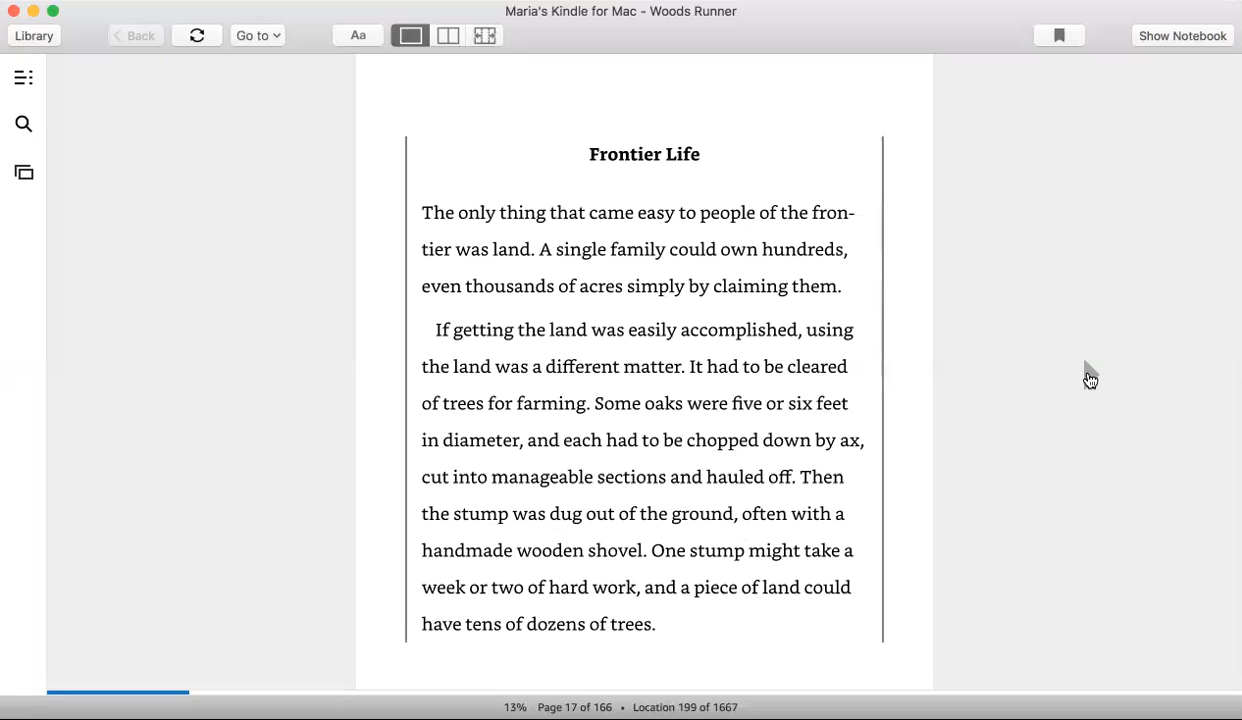 Maria's Kindle for Mac - Woods Runner
Library
Back
Go to
Aa
Show Notebook
Frontier Life
The only thing that came easy to people of the fron-
tier was land. A single family could own hundreds,
even thousands of acres simply by claiming them.
If getting the land was easily accomplished, using
the land was a different matter. It had to be cleared
of trees for farming. Some oaks were five or six feet
in diameter, and each had to be chopped down by ax,
cut into manageable sections and hauled off. Then
the stump was dug out of the ground, often with a
handmade wooden shovel. One stump might take a
week or two of hard work, and a piece of land could
have tens of dozens of trees.
13% Page 17 of 166 • Location 199 of 1667